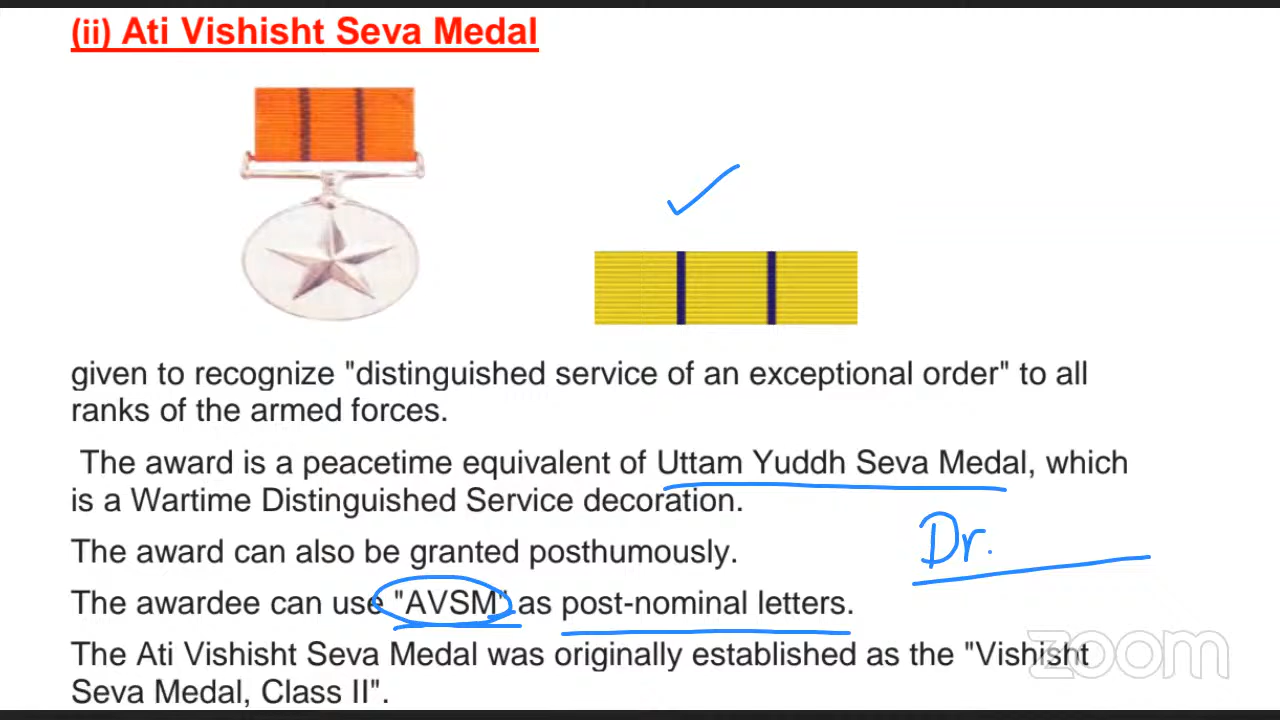 (ii) Ati Vishisht Seva Medal
given to recognize "distinguished service of an exceptional order" to all
ranks of the armed forces.
The award is a peacetime equivalent of Uttam Yuddh Seva Medal, which
is a Wartime Distinguished Service decoration.
Dr.
The award can also be granted posthumously.
The awardee can use "AVSM" as post-nominal letters.
The Ati Vishisht Seva Medal was originally established as the "Vishisht
Seva Medal, Class II".
zoom